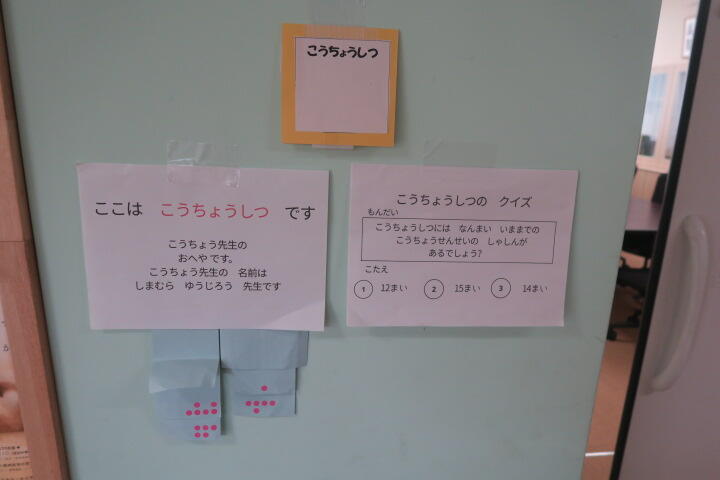 こうちょうしつ
ここは こうちょうしつ です
こうちょう先生の
おへや です。
こうちょう先生の 名前は
しまむら ゆうじろう 先生です
こうちょうしつの クイズ
もんだい
こうちょうしつには なんまい いままでの
こうちょうせんせいの しゃしんが
あるでしょう?
こたえ
1 12まい 2 15まい 3 14まい